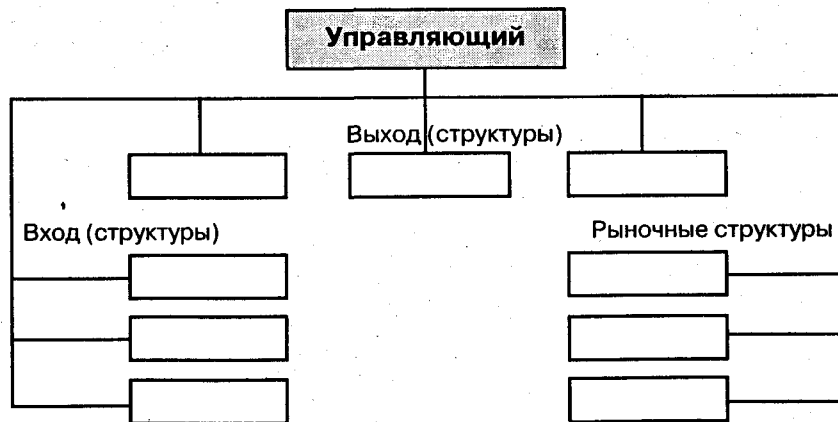 Управляющий
Выход (структуры)
Вход (структуры)
Рыночные структуры